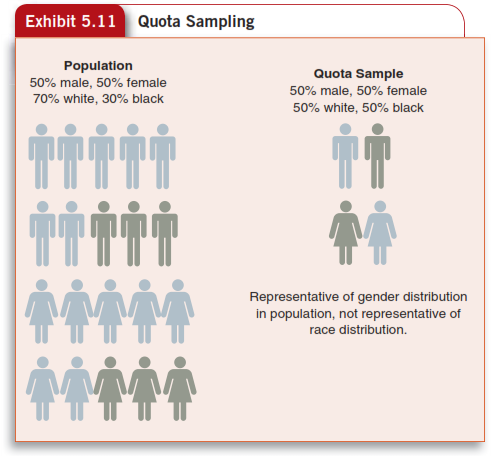 Exhibit 5.11 Quota Sampling
Population
50% male, 50% female
70% white, 30% black
Quota Sample
50% male, 50% female
50% white, 50% black
Representative of gender distribution
in population, not representative of
race distribution.